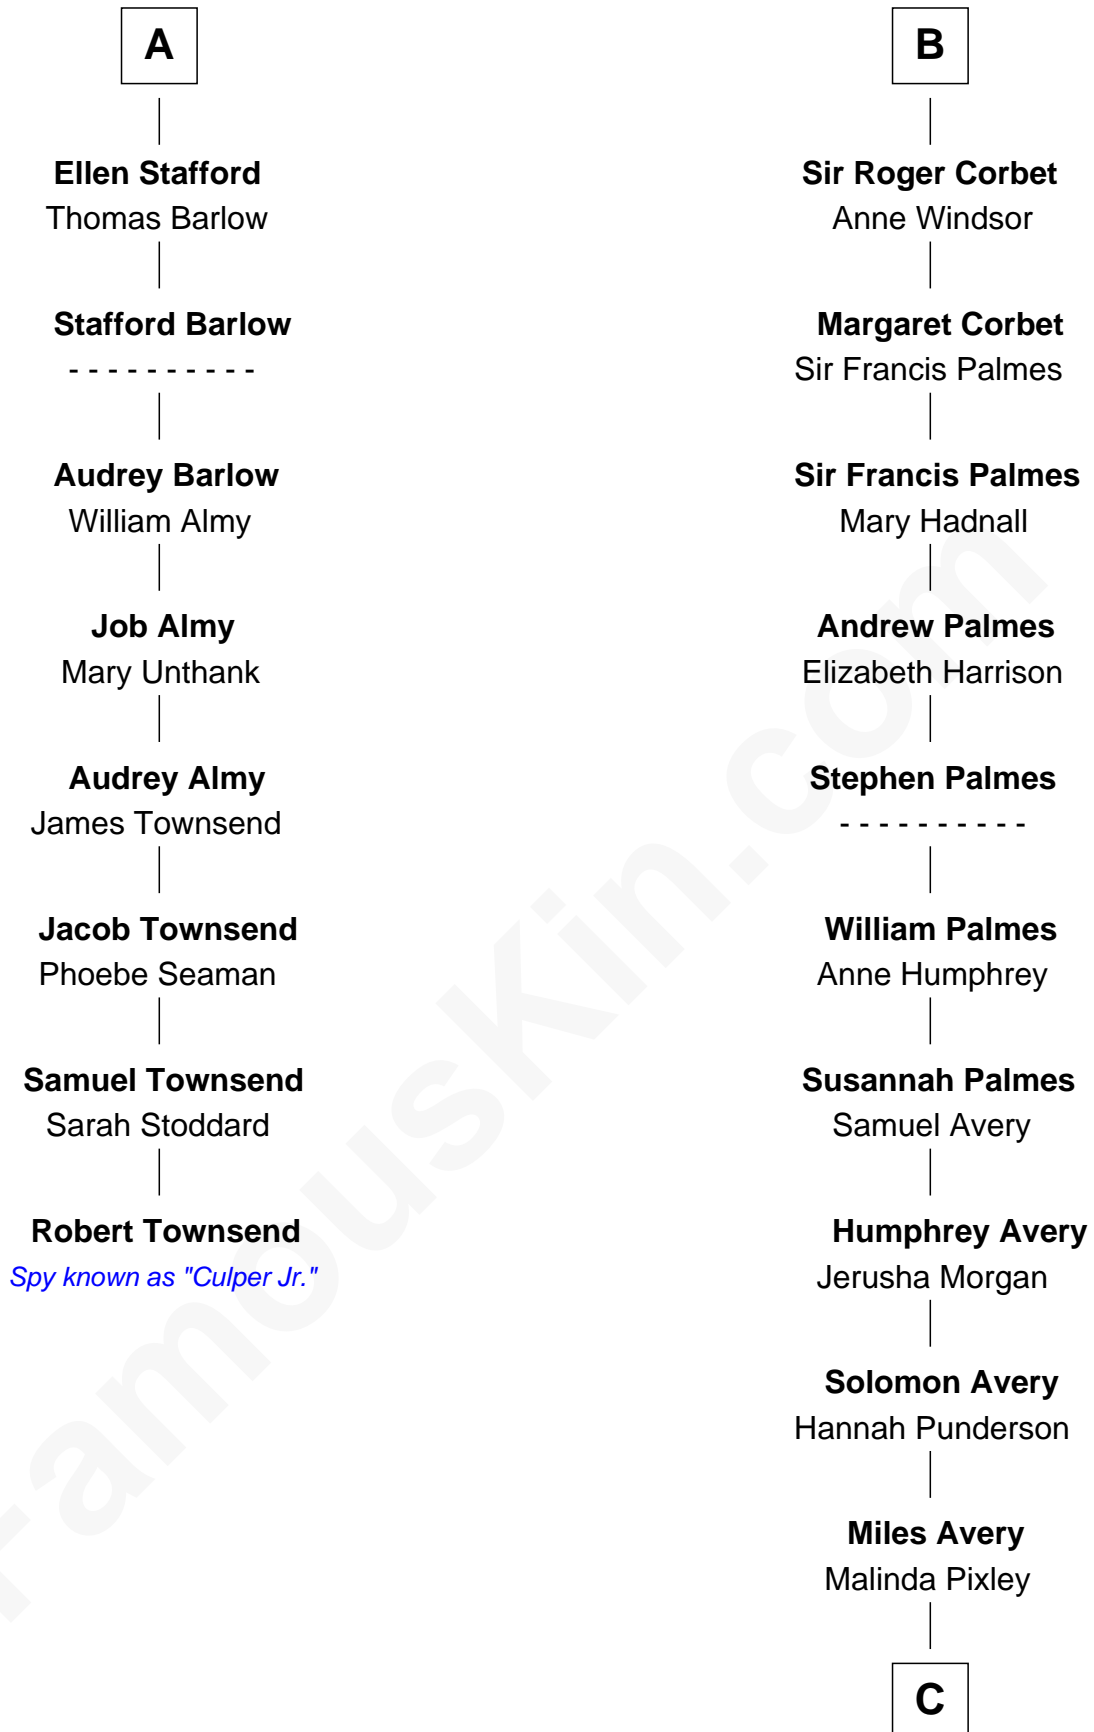 A
Ellen Stafford
Thomas Barlow
Stafford Barlow
- - - - - - - - - -
Audrey Barlow
William Almy
Job Almy
Mary Unthank
Audrey Almy
James Townsend
Jacob Townsend
Phoebe Seaman
Samuel Townsend
Sarah Stoddard
Robert Townsend
Spy known as "Culper Jr."
B
Sir Roger Corbet
Anne Windsor
Margaret Corbet
Sir Francis Palmes
Sir Francis Palmes
Mary Hadnall
Andrew Palmes
Elizabeth Harrison
Stephen Palmes
- - - - - - - - - -
William Palmes
Anne Humphrey
Susannah Palmes
Samuel Avery
Humphrey Avery
Jerusha Morgan
Solomon Avery
Hannah Punderson
Miles Avery
Malinda Pixley
C
FamousKin.com